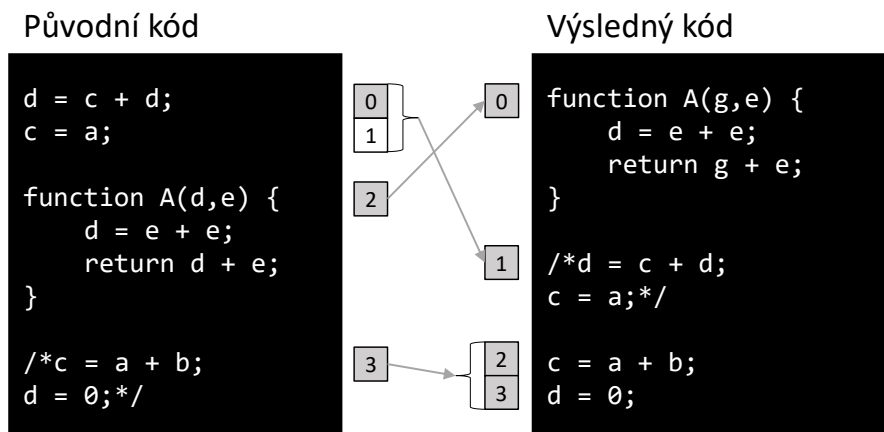 Původní kód
d = c + d;
c = a;
function A(d,e) {
    d = e + e;
    return d + e;
}
/*c = a + b;
d = 0;*/
0
1
2
3
0
1
2
3
Výsledný kód
function A(g,e) {
    d = e + e;
    return g + e;
}
/*d = c + d;
c = a;*/
c = a + b;
d = 0;